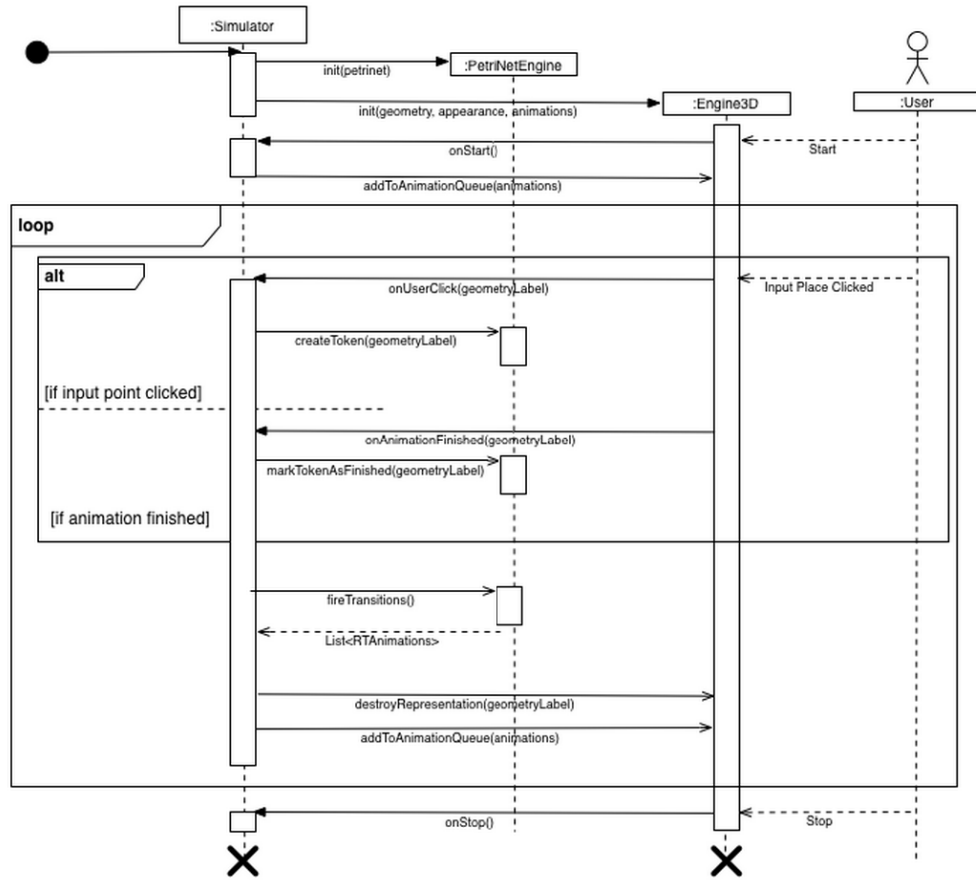 :Simulator
init(petrinet)
:PetriNetEngine
init(geometry, appearance, animations)
:Engine3D
:User
onStart()
Start
addToAnimationQueue(animations)
loop
alt
onUserClick(geometryLabel)
Input Place Clicked
createToken(geometryLabel)
[if input point clicked]
onAnimationFinished(geometryLabel)
markTokenAsFinished(geometryLabel)
[if animation finished]
fireTransitions()
List<RTAnimations>
destroyRepresentation(geometryLabel)
addToAnimationQueue(animations)
onStop()
Stop